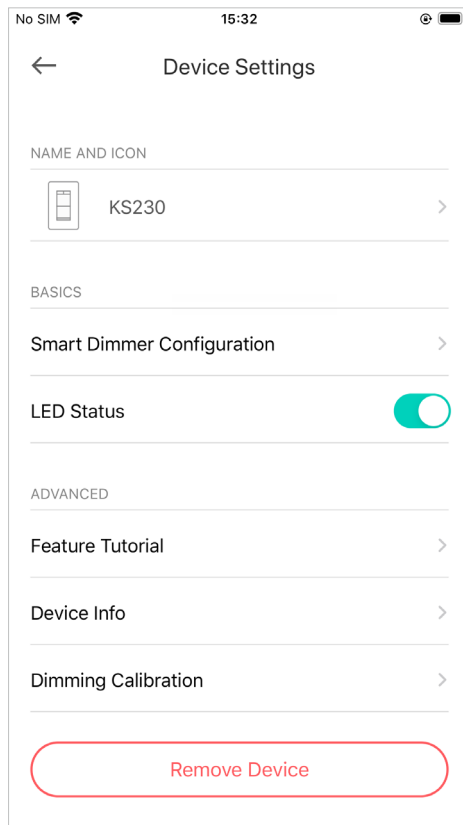 No SIM 15:32
Device Settings
NAME AND ICON
KS230
BASICS
Smart Dimmer Configuration
LED Status
ADVANCED
Feature Tutorial
Device Info
Dimming Calibration
Remove Device